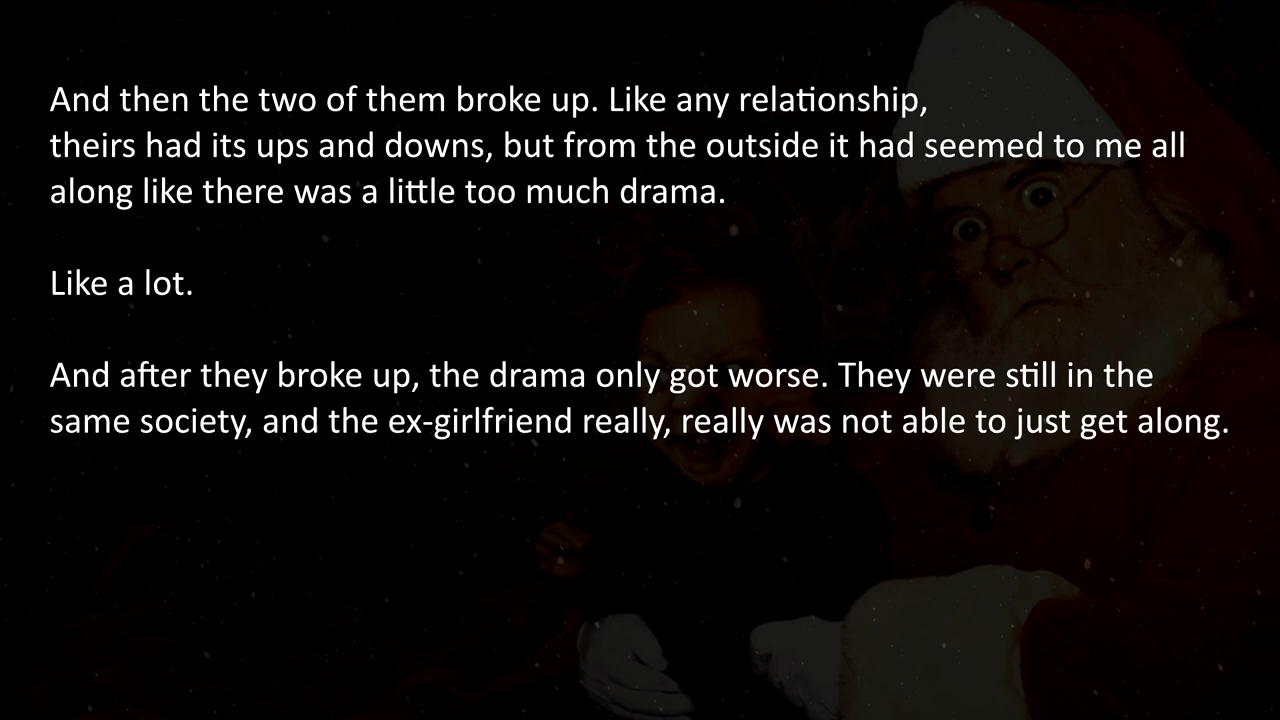 And then the two of them broke up. Like any relationship,
theirs had its ups and downs, but from the outside it had seemed to me all
along like there was a little too much drama.
Like a lot.
And after they broke up, the drama only got worse. They were still in the
same society, and the ex-girlfriend really, really was not able to just get along.